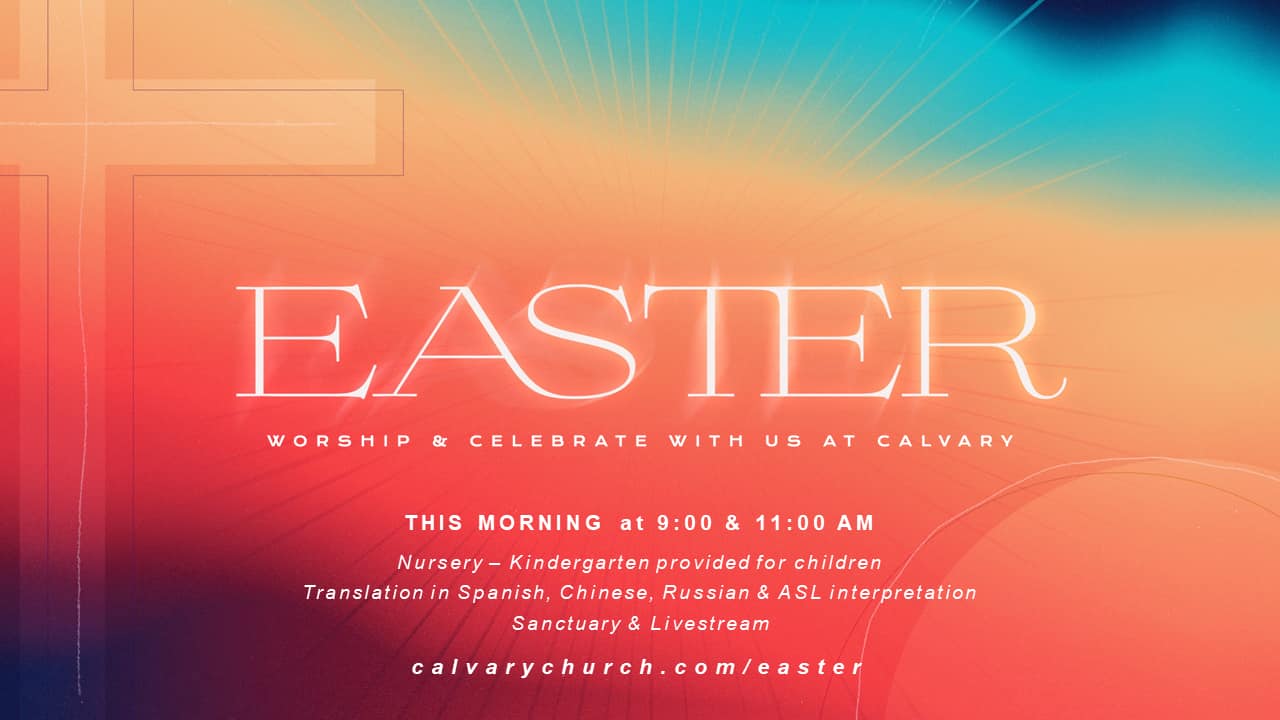 EASTER
WORSHIP & CELEBRATE WITH US AT CALVARY
THIS MORNING at 9:00 & 11:00 AM
Nursery – Kindergarten provided for children
Translation in Spanish, Chinese, Russian & ASL interpretation
Sanctuary & Livestream
calvarychurch.com/easter